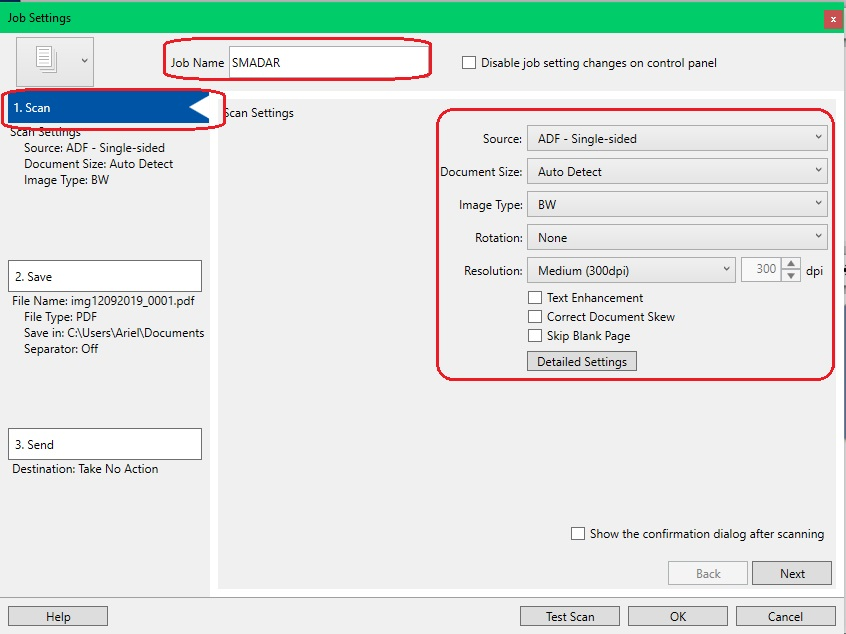 Job Settings
x
Job Name SMADAR
Disable job setting changes on control panel
1. Scan
Scan Settings
Source: ADF - Single-sided
Document Size: Auto Detect
Image Type: BW
2. Save
File Name: img12092019_0001.pdf
File Type: PDF
Save in: C:\Users\Ariel\Documents
Separator: Off
3. Send
Destination: Take No Action
Scan Settings
Source: ADF - Single-sided
Document Size: Auto Detect
Image Type: BW
Rotation: None
Resolution: Medium (300dpi) 300 dpi
Text Enhancement
Correct Document Skew
Skip Blank Page
Detailed Settings
Show the confirmation dialog after scanning
Back Next
Help Test Scan OK Cancel